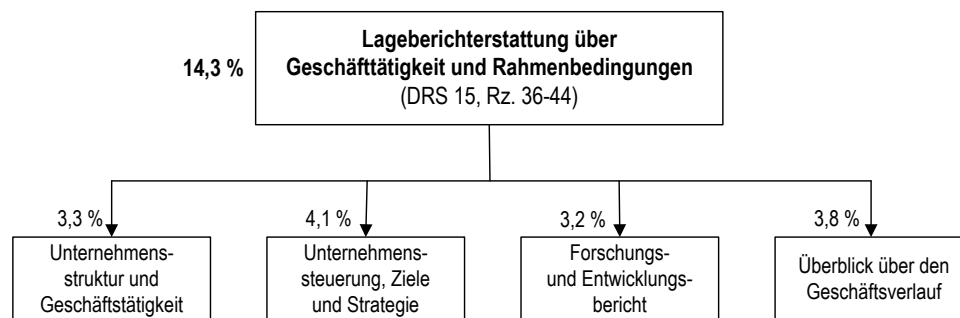 Lageberichterstattung über
14,3 % Geschäfttätigkeit und Rahmenbedingungen
(DRS 15, Rz. 36-44)
3,3 %
4,1 %
3,2 %
3,8 %
Unternehmens-
struktur und
Geschäftstätigkeit
Unternehmens-
steuerung, Ziele
und Strategie
Forschungs-
und Entwicklungs-
bericht
Überblick über den
Geschäftsverlauf